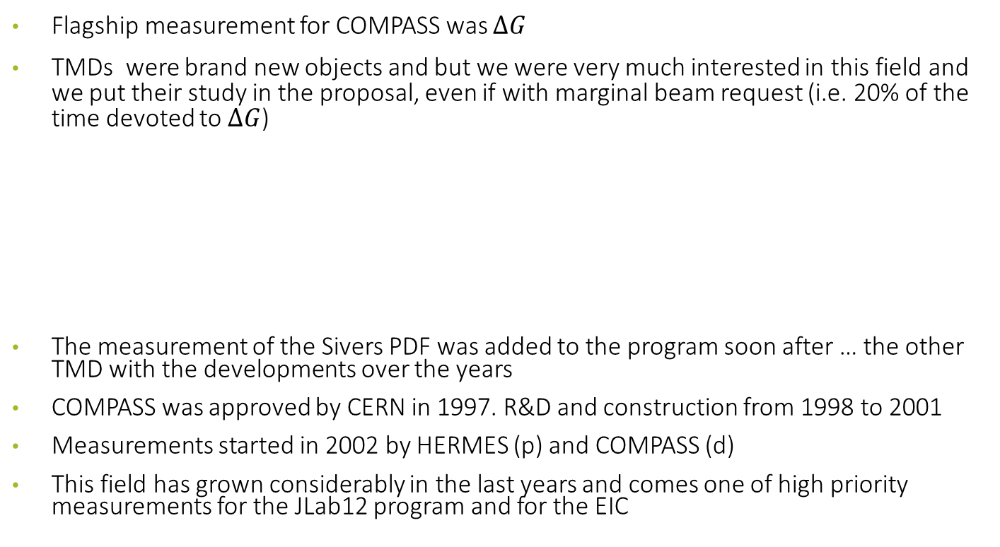 • Flagship measurement for COMPASS was Δ𝑮
• TMDs were brand new objects and but we were very much interested in this field and
we put their study in the proposal, even if with marginal beam request (i.e. 20% of the
time devoted to Δ𝑮)
• The measurement of the Sivers PDF was added to the program soon after ... the other
TMD with the developments over the years
• COMPASS was approved by CERN in 1997. R&D and construction from 1998 to 2001
• Measurements started in 2002 by HERMES (p) and COMPASS (d)
• This field has grown considerably in the last years and comes one of high priority
measurements for the JLab12 program and for the EIC